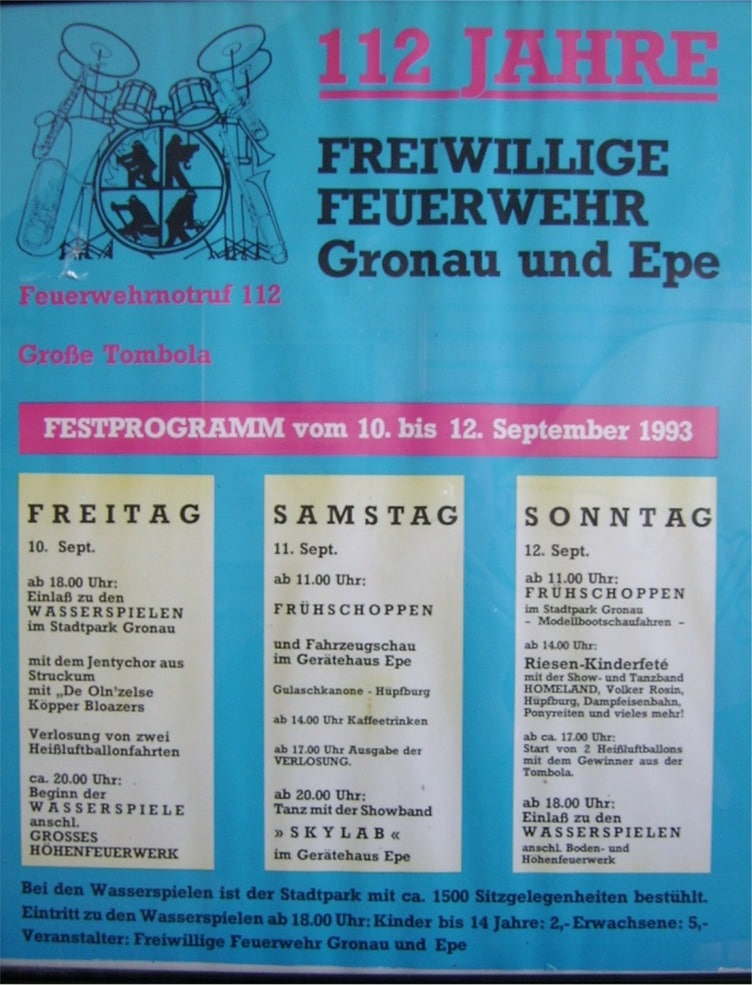 112 JAHRE
FREIWILLIGE
FEUERWEHR
Gronau und Epe
Feuerwehrnotruf 112
Große Tombola
FESTPROGRAMM vom 10. bis 12. September 1993
FREITAG
10. Sept.
ab 18.00 Uhr:
Einlaß zu den
WASSERSPIELEN
im Stadtpark Gronau
mit dem Jentychor aus
Struckum
mit „De Oln'zelse
Köpper Bloazers
Verlosung von zwei
Heißluftballonfahrten
ca. 20.00 Uhr:
Beginn der
WASSERSPIELE
anschl.
GROSSES
HÖHENFEUERWERK
SAMSTAG
11. Sept.
ab 11.00 Uhr:
FRÜHSCHOPPEN
und Fahrzeugschau
im Gerätehaus Epe
Gulaschkanone - Hüpfburg
ab 14.00 Uhr Kaffeetrinken
ab 17.00 Uhr Ausgabe der
VERLOSUNG.
ab 20.00 Uhr:
Tanz mit der Showband
» SKYLAB «
im Gerätehaus Epe
SONNTAG
12. Sept.
ab 11.00 Uhr:
FRÜHSCHOPPEN
im Stadtpark Gronau
- Modellbootschaufahren -
ab 14.00 Uhr:
Riesen-Kinderfeté
mit der Show- und Tanzband
HOMELAND, Volker Rosin,
Hüpfburg, Dampfeisenbahn,
Ponyreiten und vieles mehr!
ab ca. 17.00 Uhr:
Start von 2 Heißluftballons
mit dem Gewinner aus der
Tombola.
ab 18.00 Uhr:
Einlaß zu den
WASSERSPIELEN
anschl. Boden- und
Höhenfeuerwerk
Bei den Wasserspielen ist der Stadtpark mit ca. 1500 Sitzgelegenheiten bestühlt.
Eintritt zu den Wasserspielen ab 18.00 Uhr: Kinder bis 14 Jahre: 2,- Erwachsene: 5,-
Veranstalter: Freiwillige Feuerwehr Gronau und Epe